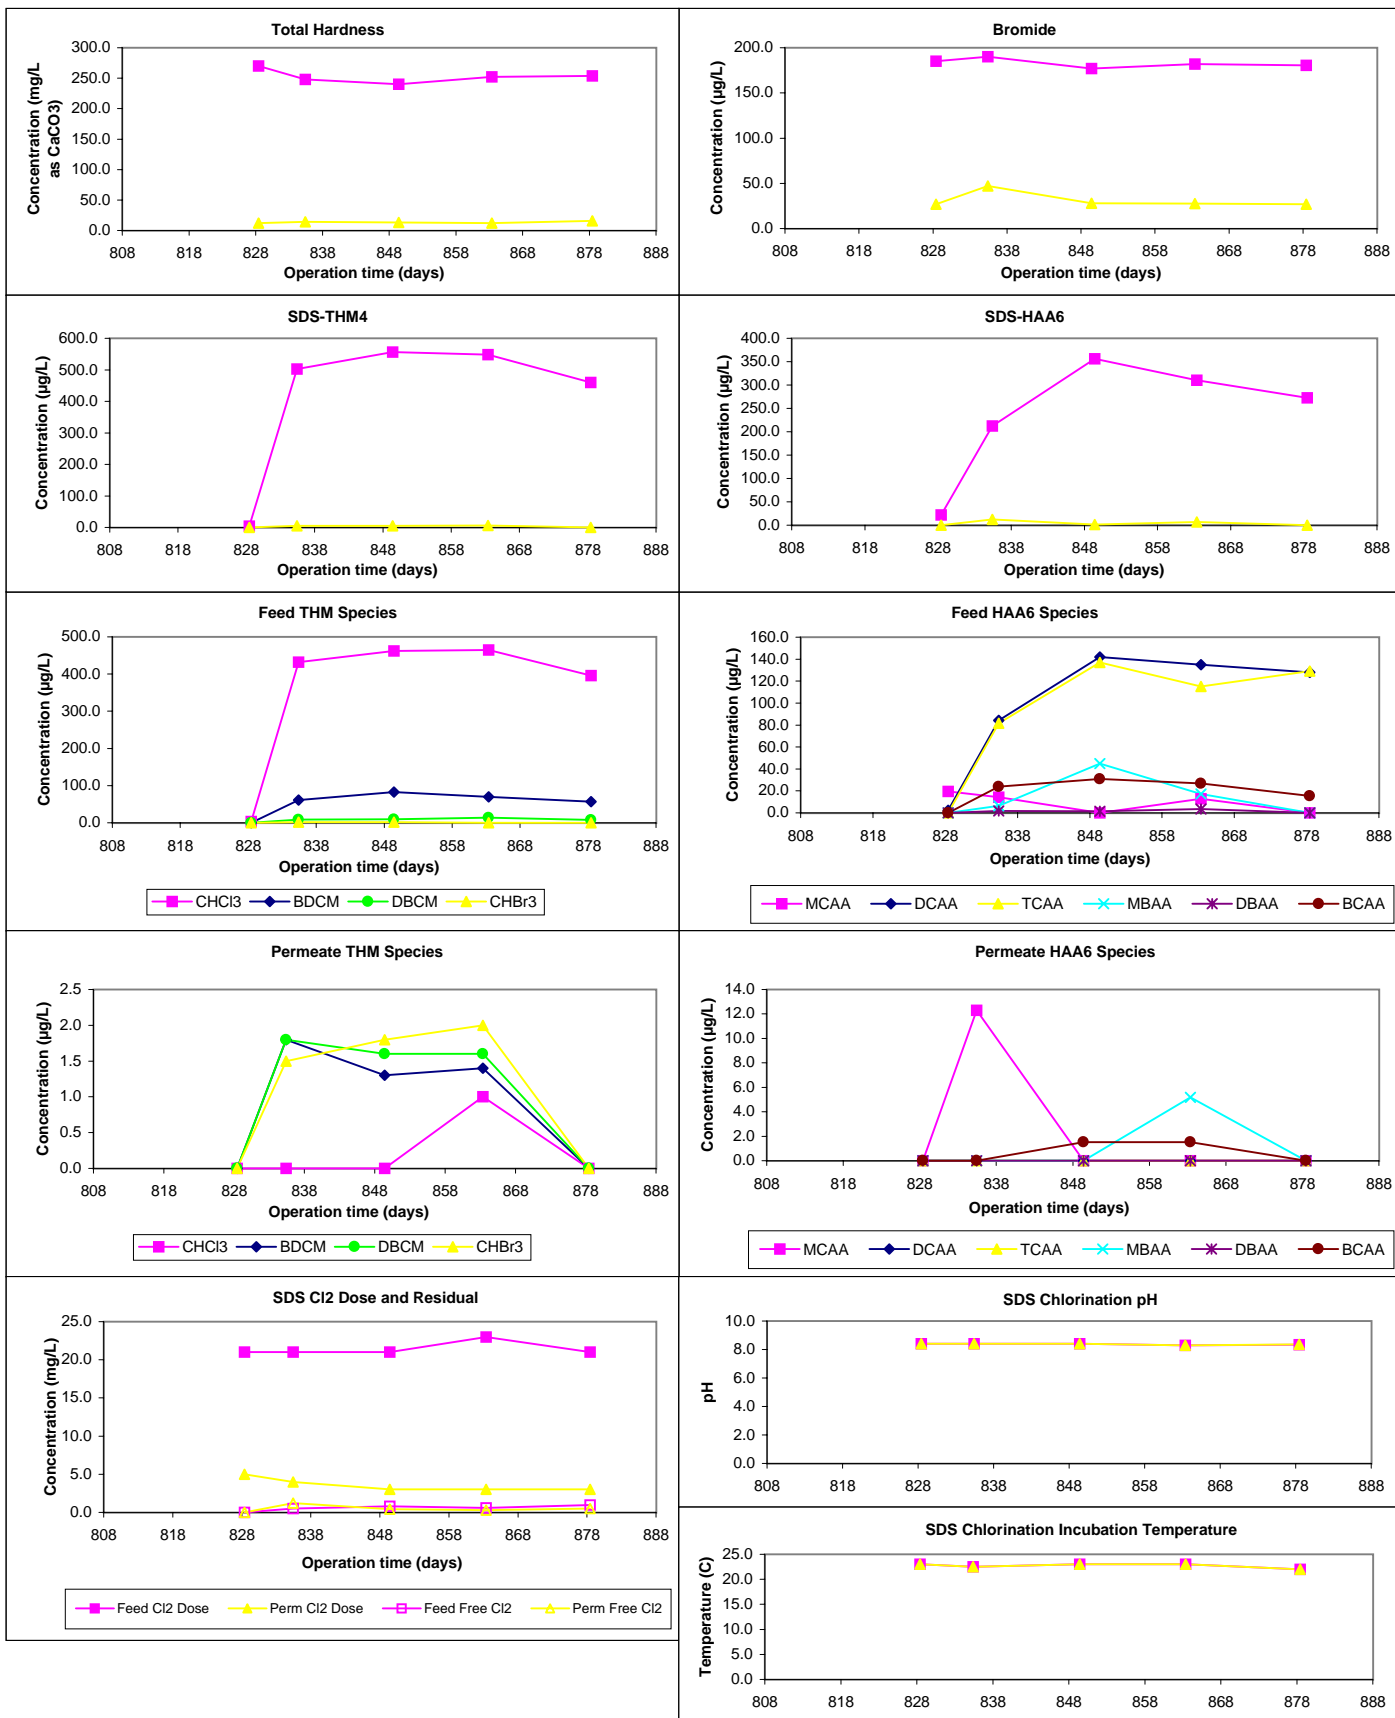 Total Hardness
Concentration (mg/L
as CaCO3)
300.0
250.0
200.0
150.0
100.0
50.0
0.0
808 818 828 838 848 858 868 878 888
Operation time (days)
Bromide
Concentration (µg/L)
200.0
150.0
100.0
50.0
0.0
808 818 828 838 848 858 868 878 888
Operation time (days)
SDS-THM4
Concentration (µg/L)
600.0
500.0
400.0
300.0
200.0
100.0
0.0
808 818 828 838 848 858 868 878 888
Operation time (days)
SDS-HAA6
Concentration (µg/L)
400.0
350.0
300.0
250.0
200.0
150.0
100.0
50.0
0.0
808 818 828 838 848 858 868 878 888
Operation time (days)
Feed THM Species
Concentration (µg/L)
500.0
400.0
300.0
200.0
100.0
0.0
808 818 828 838 848 858 868 878 888
Operation time (days)
CHCl3 BDCM DBCM CHBr3
Feed HAA6 Species
Concentration (µg/L)
160.0
140.0
120.0
100.0
80.0
60.0
40.0
20.0
0.0
808 818 828 838 848 858 868 878 888
Operation time (days)
MCAA DCAA TCAA MBAA DBAA BCAA
Permeate THM Species
Concentration (µg/L)
2.5
2.0
1.5
1.0
0.5
0.0
808 818 828 838 848 858 868 878 888
Operation time (days)
CHCl3 BDCM DBCM CHBr3
Permeate HAA6 Species
Concentration (µg/L)
14.0
12.0
10.0
8.0
6.0
4.0
2.0
0.0
808 818 828 838 848 858 868 878 888
Operation time (days)
MCAA DCAA TCAA MBAA DBAA BCAA
SDS Cl2 Dose and Residual
Concentration (mg/L)
25.0
20.0
15.0
10.0
5.0
0.0
808 818 828 838 848 858 868 878 888
Operation time (days)
Feed Cl2 Dose Perm Cl2 Dose Feed Free Cl2 Perm Free Cl2
SDS Chlorination pH
pH
10.0
8.0
6.0
4.0
2.0
0.0
808 818 828 838 848 858 868 878 888
SDS Chlorination Incubation Temperature
Temperature (C)
25.0
20.0
15.0
10.0
5.0
0.0
808 818 828 838 848 858 868 878 888